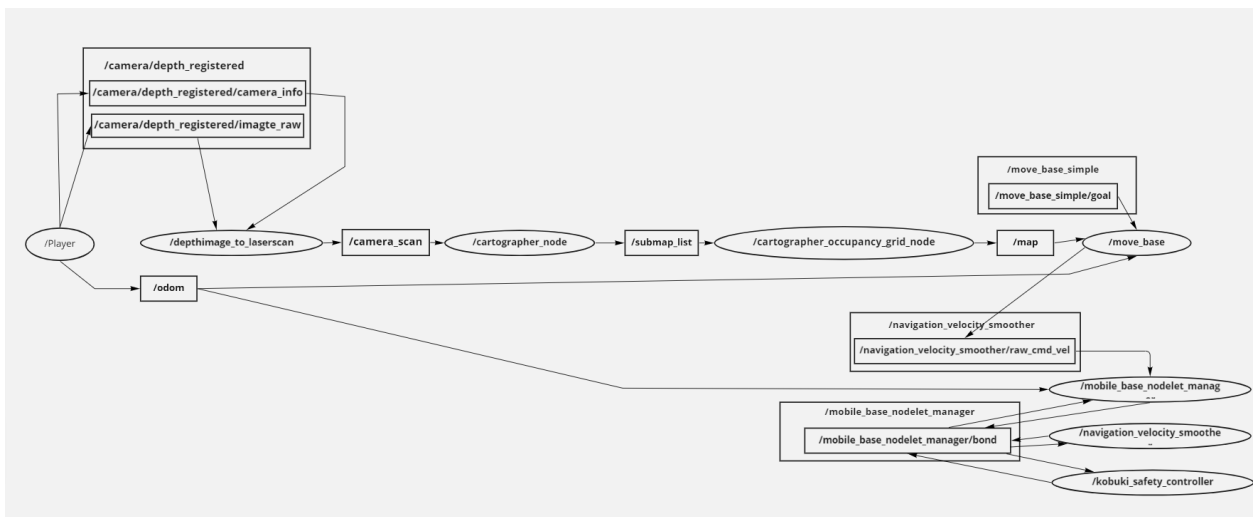 /camera/depth_registered
/camera/depth_registered/camera_info
/camera/depth_registered/imagte_raw
/move_base_simple
/move_base_simple/goal
/Player
/depthimage_to_laserscan
/camera_scan
/cartographer_node
/submap_list
/cartographer_occupancy_grid_node
/map
/move_base
/odom
/navigation_velocity_smoother
/navigation_velocity_smoother/raw_cmd_vel
/mobile_base_nodelet_manag
--
/mobile_base_nodelet_manager
/mobile_base_nodelet_manager/bond
/navigation_velocity_smoothe
..
/kobuki_safety_controller